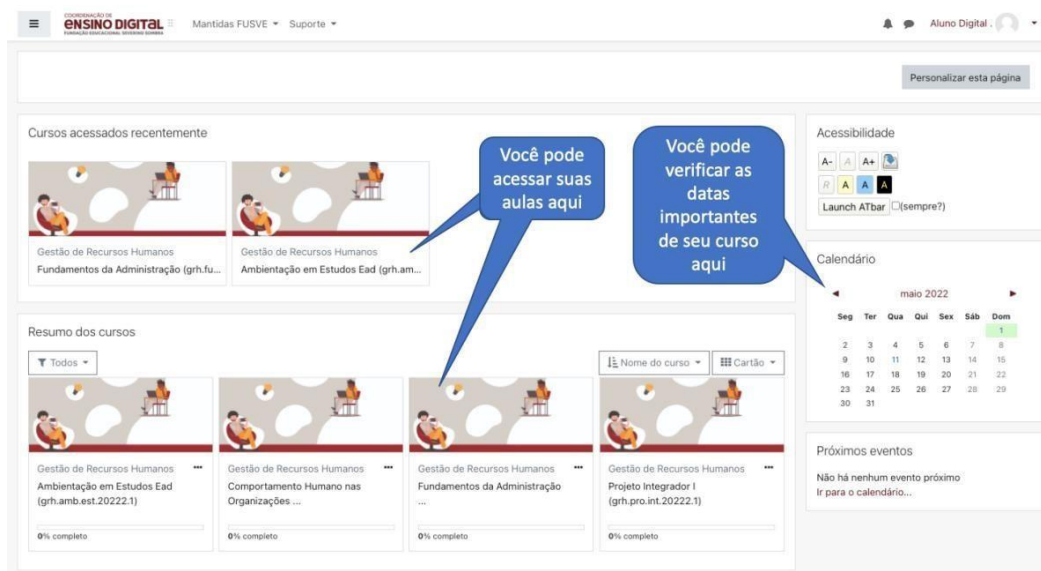 COORDENAÇÃO DE
ENSINO DIGITAL
FUNDAÇÃO EDUCACIONAL SEVERINO SOMBRA
Mantidas FUSVE Suporte
Aluno Digital .
Personalizar esta página
Cursos acessados recentemente
Gestão de Recursos Humanos
Fundamentos da Administração (grh.fu...
Gestão de Recursos Humanos
Ambientação em Estudos Ead (grh.am...
Você pode
acessar suas
aulas aqui
Você pode
verificar as
datas
importantes
de seu curso
aqui
Acessibilidade
A- A A+
R A A A
Launch ATbar (sempre?)
Calendário
maio 2022
Seg Ter Qua Qui Sex Sáb Dom
1
2 3 4 5 6 7 8
9 10 11 12 13 14 15
16 17 18 19 20 21 22
23 24 25 26 27 28 29
30 31
Resumo dos cursos
Todos
Nome do curso
Cartão
Gestão de Recursos Humanos
Ambientação em Estudos Ead
(grh.amb.est.20222.1)
0% completo
Gestão de Recursos Humanos
Comportamento Humano nas
Organizações ...
0% completo
Gestão de Recursos Humanos
Fundamentos da Administração
...
0% completo
Gestão de Recursos Humanos
Projeto Integrador I
(grh.pro.int.20222.1)
0% completo
Próximos eventos
Não há nenhum evento próximo
Ir para o calendário...